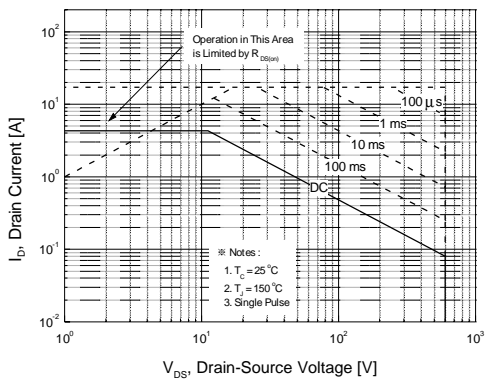 Operation in This Area
is Limited by R DS(on)
10²
10¹
10⁰
10⁻¹
10⁻²
100 µs
1 ms
10 ms
100 ms
DC
※ Notes :
1. T_C = 25 °C
2. T_J = 150 °C
3. Single Pulse
10⁰
10¹
10²
10³
I_D, Drain Current [A]
V_DS, Drain-Source Voltage [V]